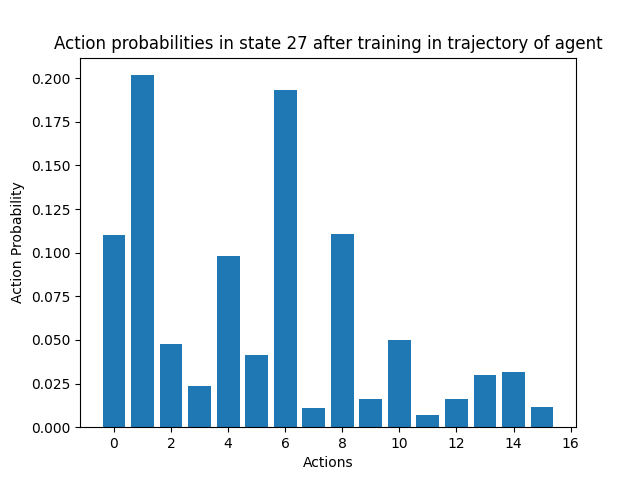 Action probabilities in state 27 after training in trajectory of agent
0.200
0.175
0.150
0.125
0.100
0.075
0.050
0.025
0.000
Action Probability
0 2 4 6 8 10 12 14 16
Actions